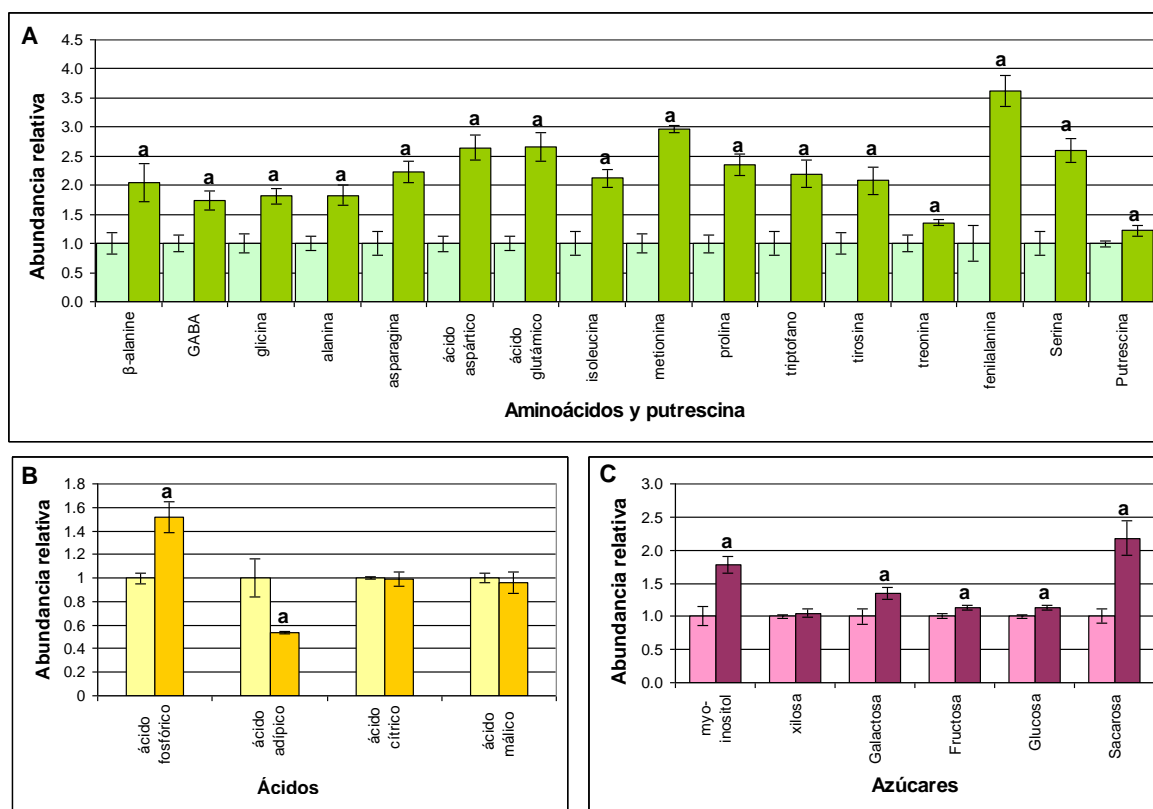 A
Abundancia relativa
4.5
4.0
3.5
3.0
2.5
2.0
1.5
1.0
0.5
0.0
a a a a a a a a a a a a a a a a
β-alanine
GABA
glicina
alanina
asparagina
ácido
aspártico
ácido
glutámico
isoleucina
metionina
prolina
triptofano
tirosina
treonina
fenilalanina
Serina
Putrescina
Aminoácidos y putrescina
B
Abundancia relativa
1.8
1.6
1.4
1.2
1
0.8
0.6
0.4
0.2
0
a
a
ácido
fosfórico
ácido
adípico
ácido
cítrico
ácido
málico
Ácidos
C
Abundancia relativa
3.0
2.5
2.0
1.5
1.0
0.5
0.0
a a a a a
myo-
inositol
xilosa
Galactosa
Fructosa
Glucosa
Sacarosa
Azúcares